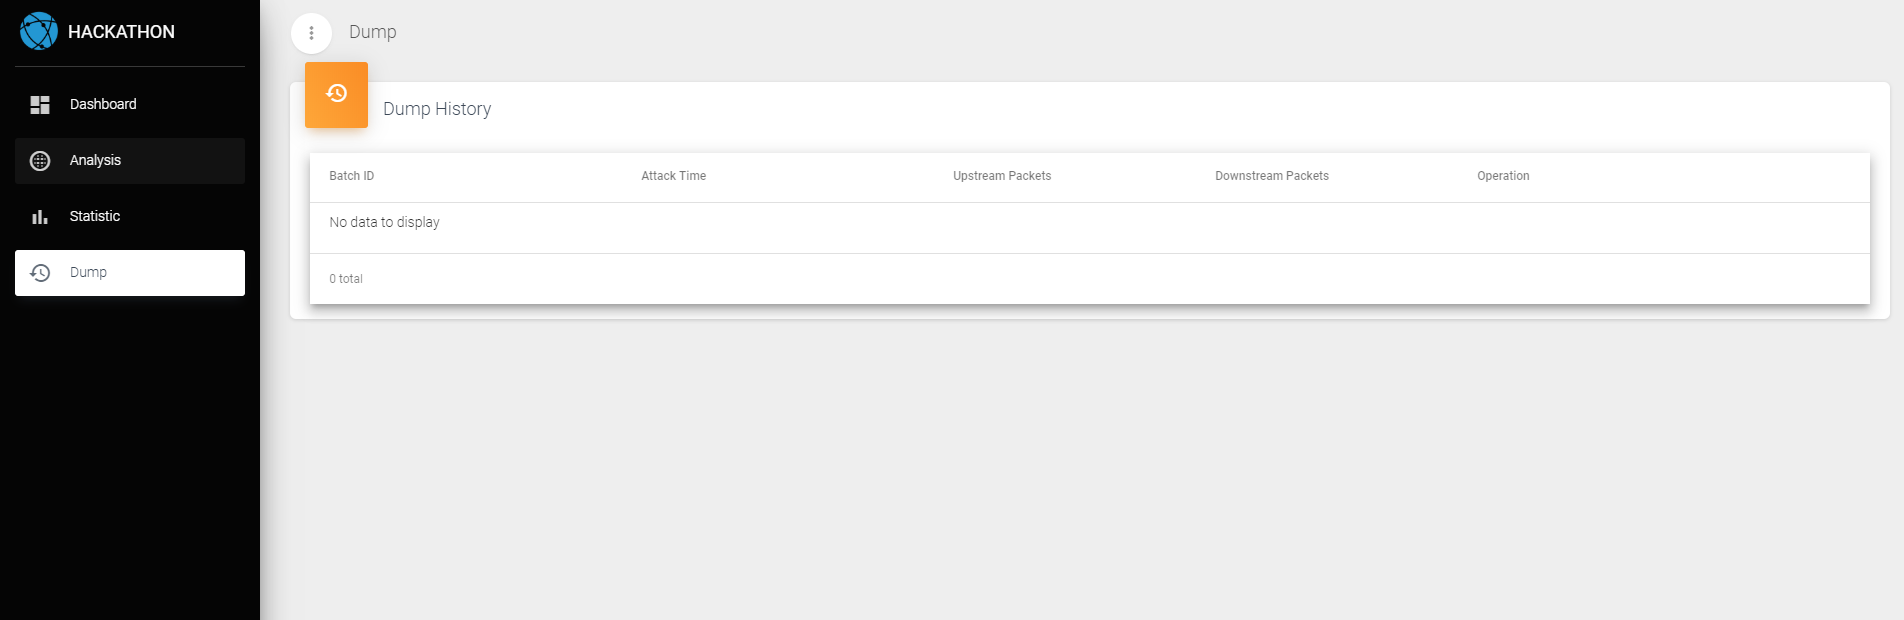 HACKATHON
Dashboard
Analysis
Statistic
Dump
Dump
Dump History
Batch ID Attack Time Upstream Packets Downstream Packets Operation
No data to display
0 total